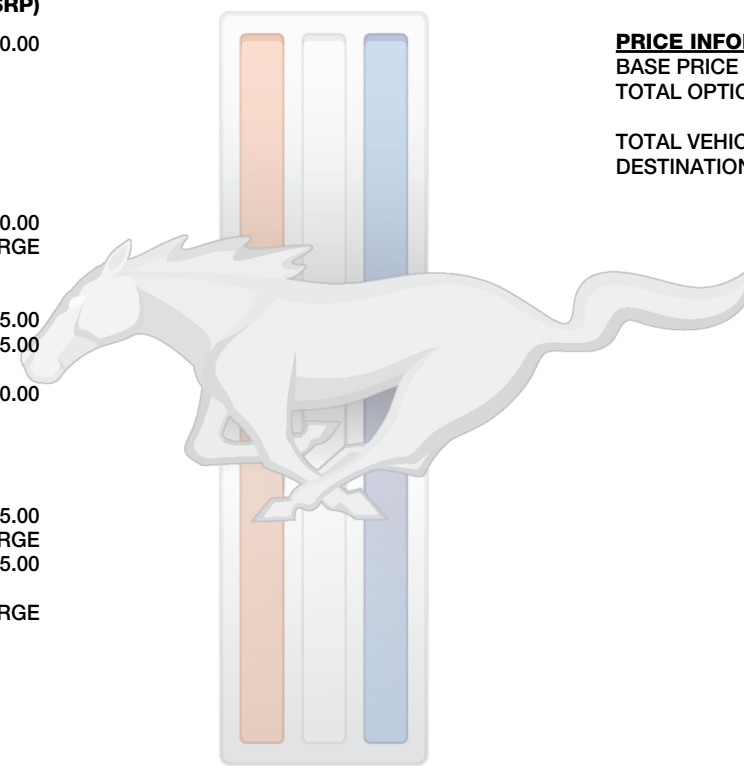 SRP)
0.00
0.00
RGE
5.00
5.00
0.00
5.00
RGE
5.00
RGE
PRICE INFO
BASE PRICE
TOTAL OPTIO
TOTAL VEHIC
DESTINATION